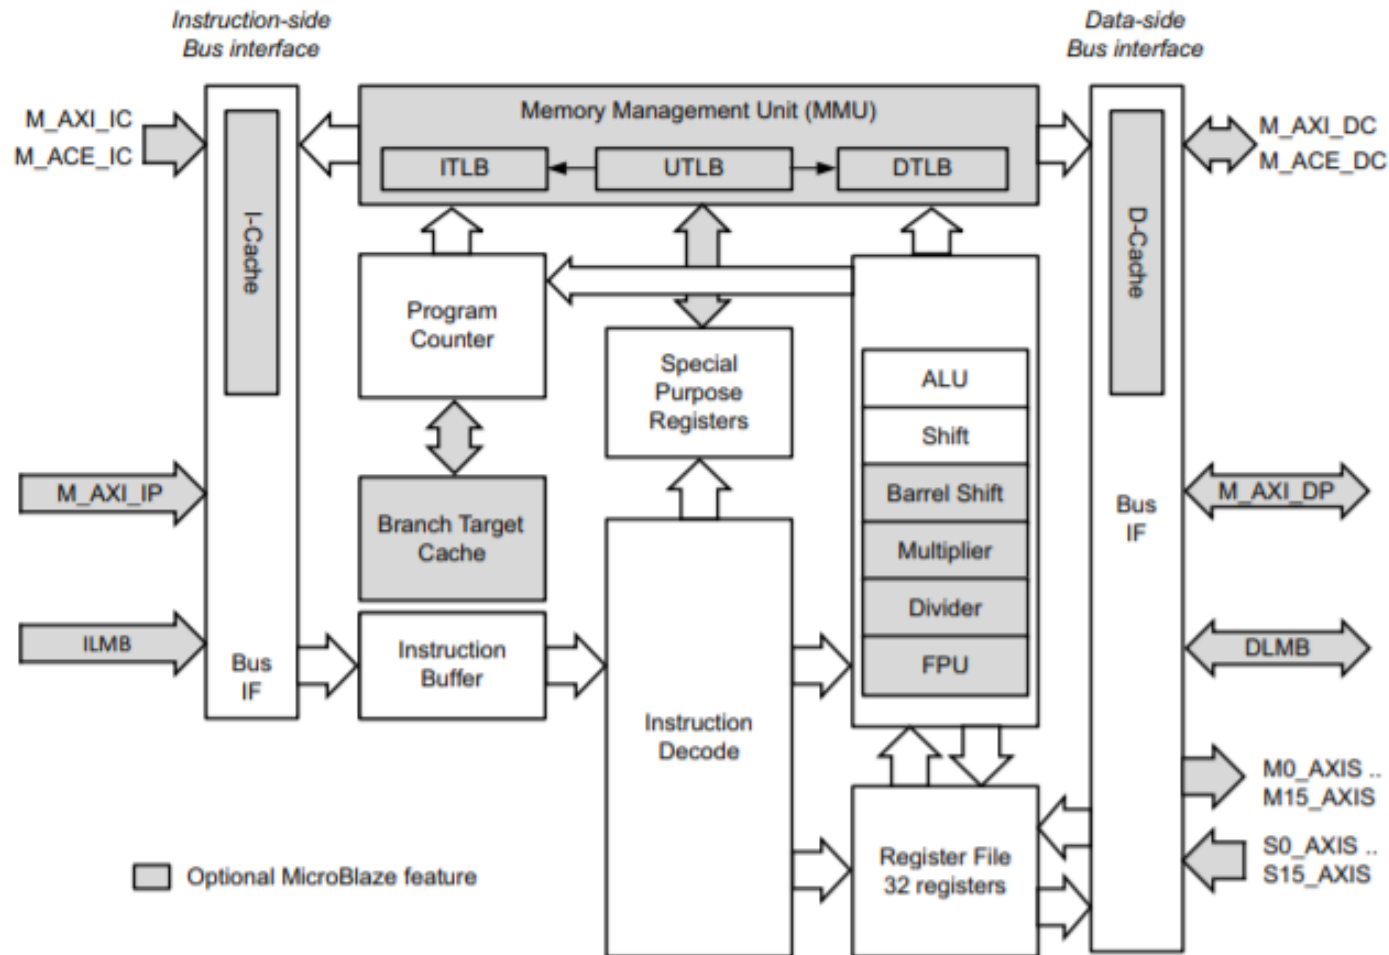 Instruction-side
Bus interface
Data-side
Bus interface
M_AXI_IC
M_ACE_IC
I-Cache
Memory Management Unit (MMU)
ITLB
UTLB
DTLB
D-Cache
M_AXI_DC
M_ACE_DC
Program
Counter
Special
Purpose
Registers
ALU
Shift
Barrel Shift
Multiplier
Divider
FPU
M_AXI_IP
Branch Target
Cache
Bus
IF
M_AXI_DP
ILMB
Bus
IF
Instruction
Buffer
Instruction
Decode
DLMB
M0_AXIS ..
M15_AXIS
Register File
32 registers
S0_AXIS ..
S15_AXIS
Optional MicroBlaze feature